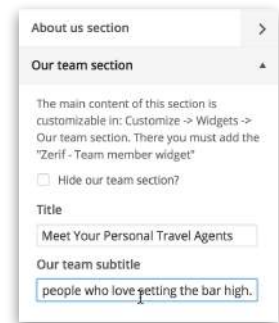 About us section
Our team section
The main content of this section is
customizable in: Customize -> Widgets ->
Our team section. There you must add the
"Zerif - Team member widget"
Hide our team section?
Title
Meet Your Personal Travel Agents
Our team subtitle
people who love setting the bar high.